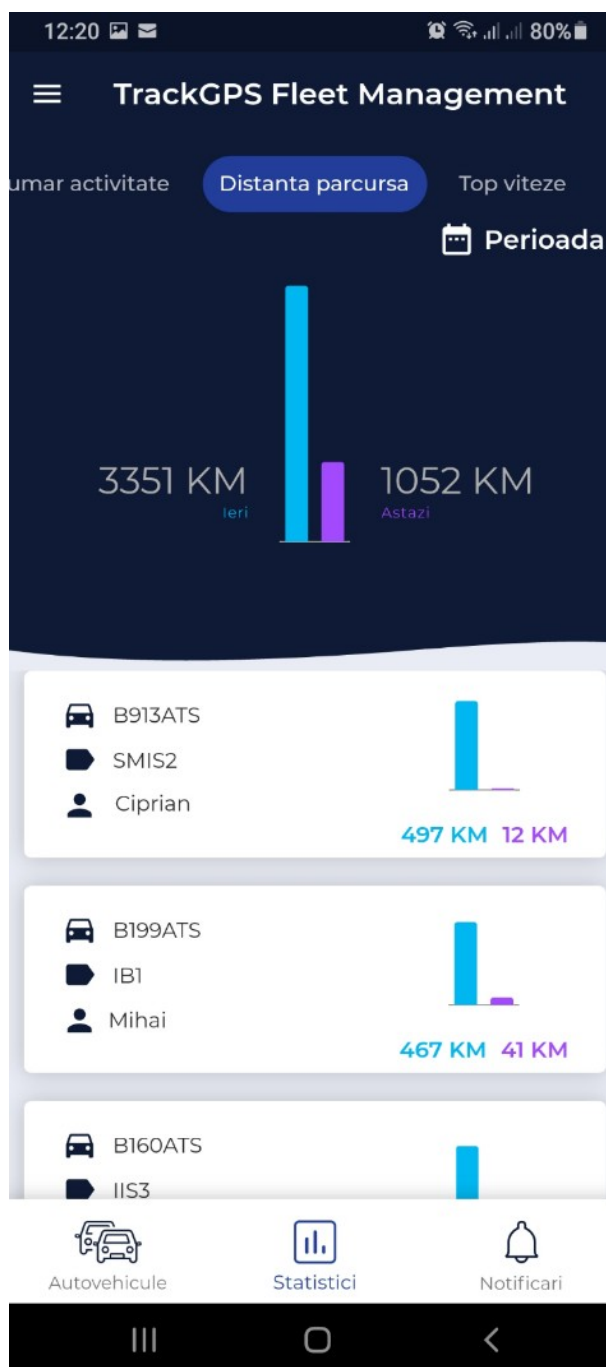 12:20 80%
TrackGPS Fleet Management
umar activitate Distanta parcursa Top viteze
Perioada
3351 KM 1052 KM
Ieri Astazi
B913ATS
SMIS2
Ciprian
497 KM 12 KM
B199ATS
IB1
Mihai
467 KM 41 KM
B160ATS
IIS3
Autovehicule Statistici Notificari